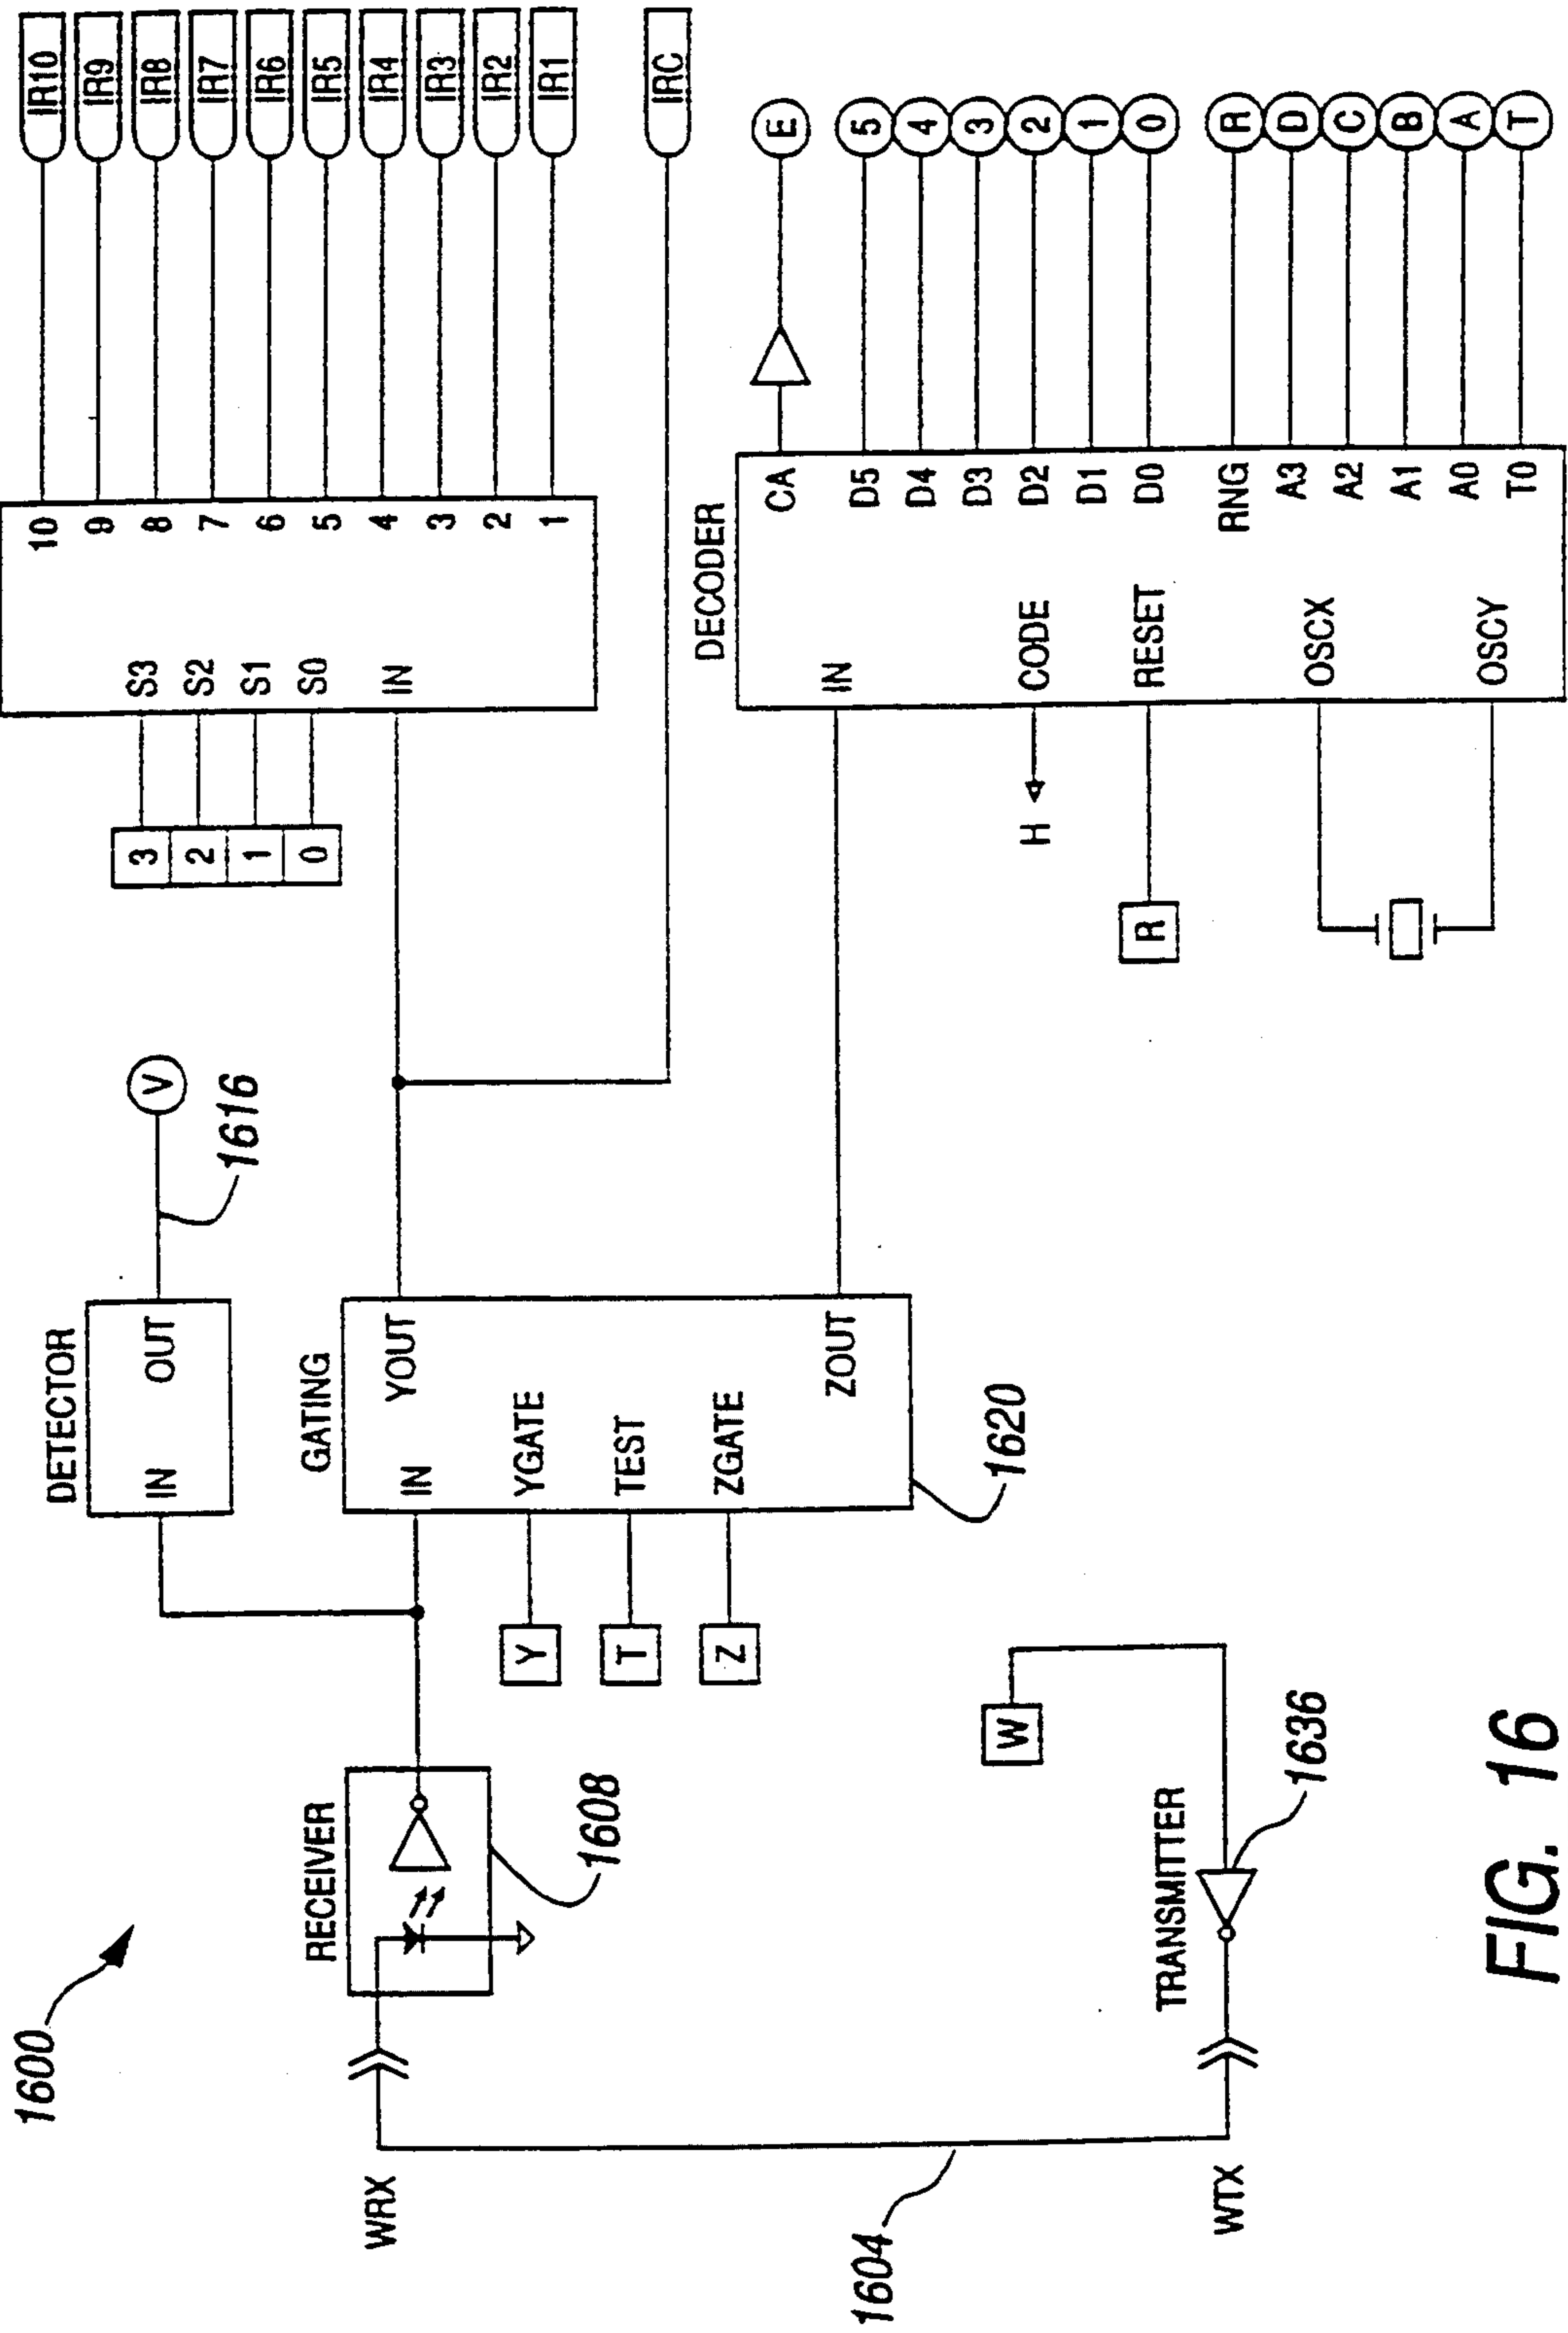 1600
WRX
1604
WTX
RECEIVER
1608
TRANSMITTER
1636
W
DETECTOR
IN
OUT
V
1616
GATING
IN
YOUT
YGATE
TEST
ZGATE
ZOUT
Y
T
Z
1620
3
2
1
0
S3
S2
S1
S0
IN
10
9
8
7
6
5
4
3
2
1
IR10
IR9
IR8
IR7
IR6
IR5
IR4
IR3
IR2
IR1
IRC
DECODER
IN
CODE
RESET
OSCX
OSCY
H
R
CA
D5
D4
D3
D2
D1
D0
RNG
A3
A2
A1
A0
T0
E
5
4
3
2
1
0
R
D
C
B
A
T
FIG. 16